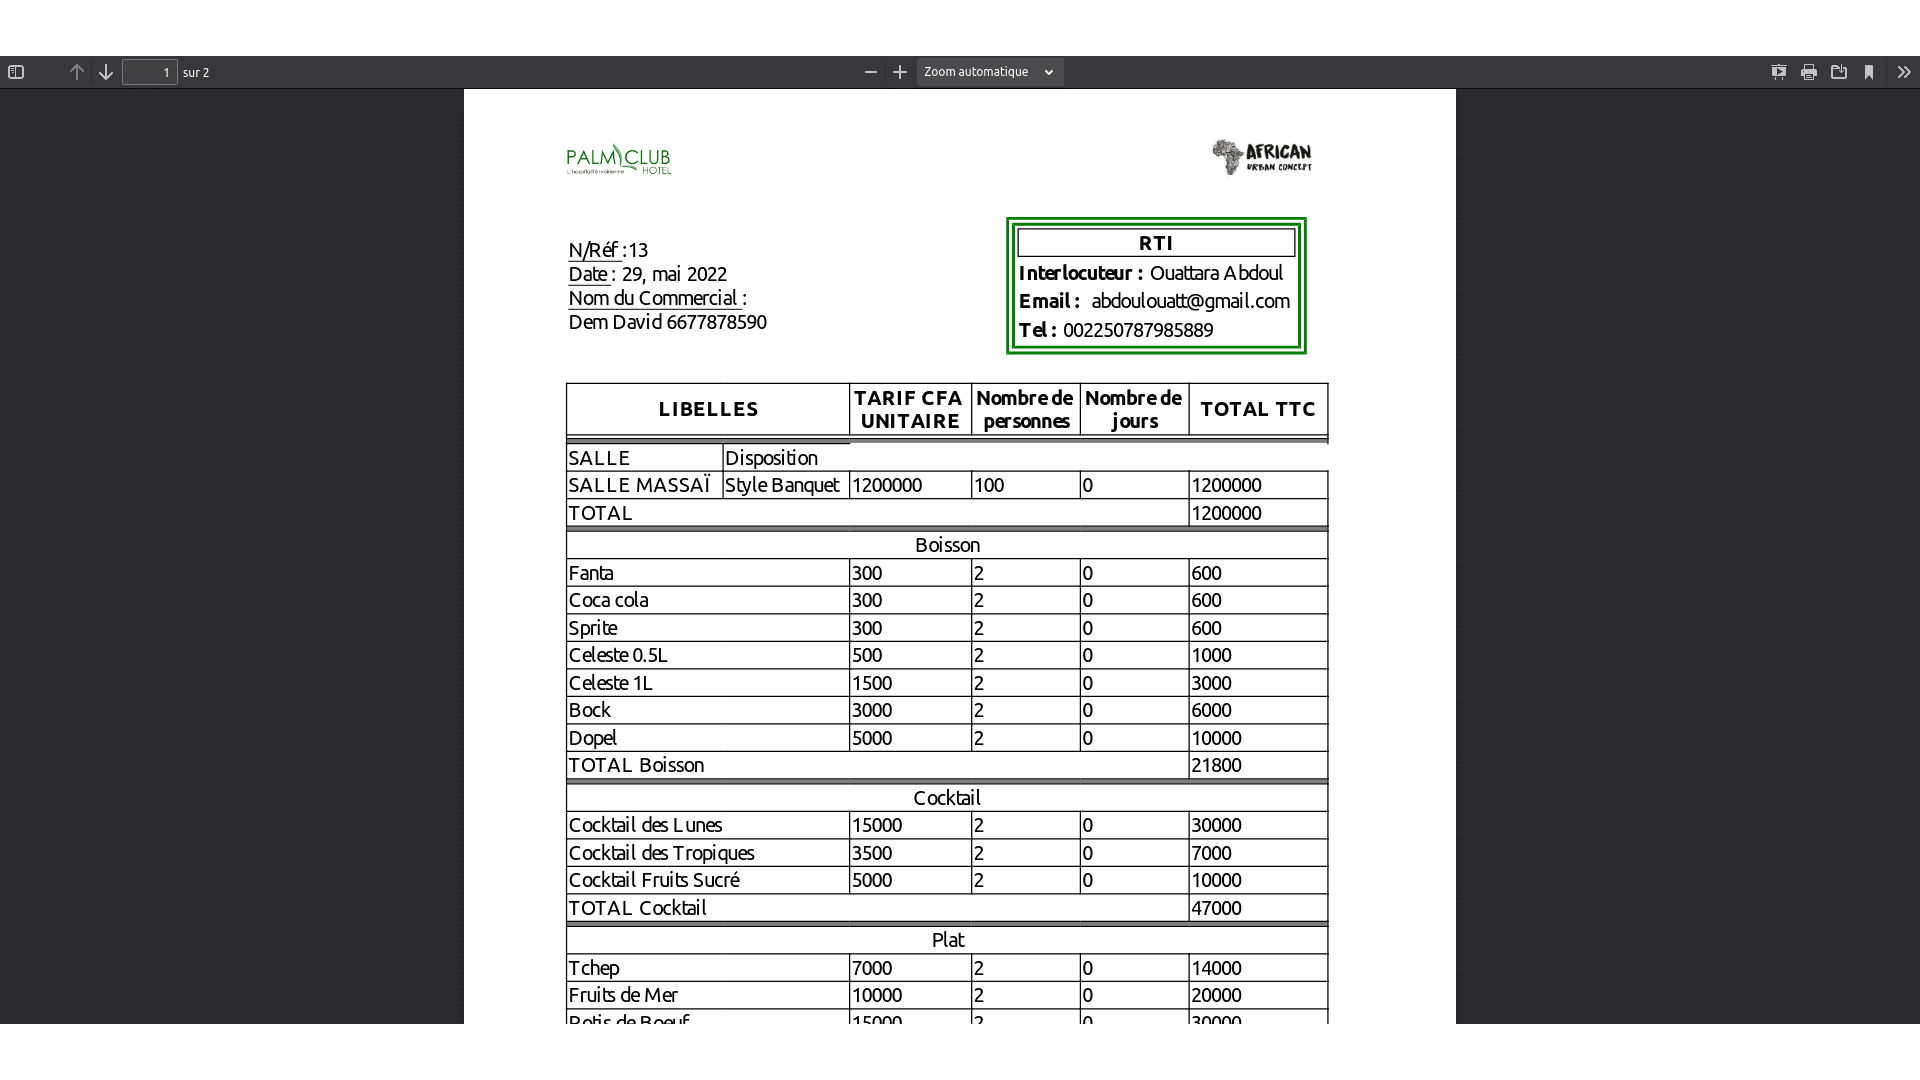 1 sur 2 Zoom automatique
PALM CLUB
L'hospitalité Ivoirienne HOTEL
AFRICAN
URBAN CONCEPT
N/Réf :13
Date : 29, mai 2022
Nom du Commercial :
Dem David 6677878590
RTI
Interlocuteur : Ouattara Abdoul
Email : abdoulouatt@gmail.com
Tel : 002250787985889
LIBELLES TARIF CFA UNITAIRE Nombre de personnes Nombre de jours TOTAL TTC
SALLE Disposition
SALLE MASSAÏ Style Banquet 1200000 100 0 1200000
TOTAL 1200000
Boisson
Fanta 300 2 0 600
Coca cola 300 2 0 600
Sprite 300 2 0 600
Celeste 0.5L 500 2 0 1000
Celeste 1L 1500 2 0 3000
Bock 3000 2 0 6000
Dopel 5000 2 0 10000
TOTAL Boisson 21800
Cocktail
Cocktail des Lunes 15000 2 0 30000
Cocktail des Tropiques 3500 2 0 7000
Cocktail Fruits Sucré 5000 2 0 10000
TOTAL Cocktail 47000
Plat
Tchep 7000 2 0 14000
Fruits de Mer 10000 2 0 20000
Rotis de Boeuf 15000 2 0 30000